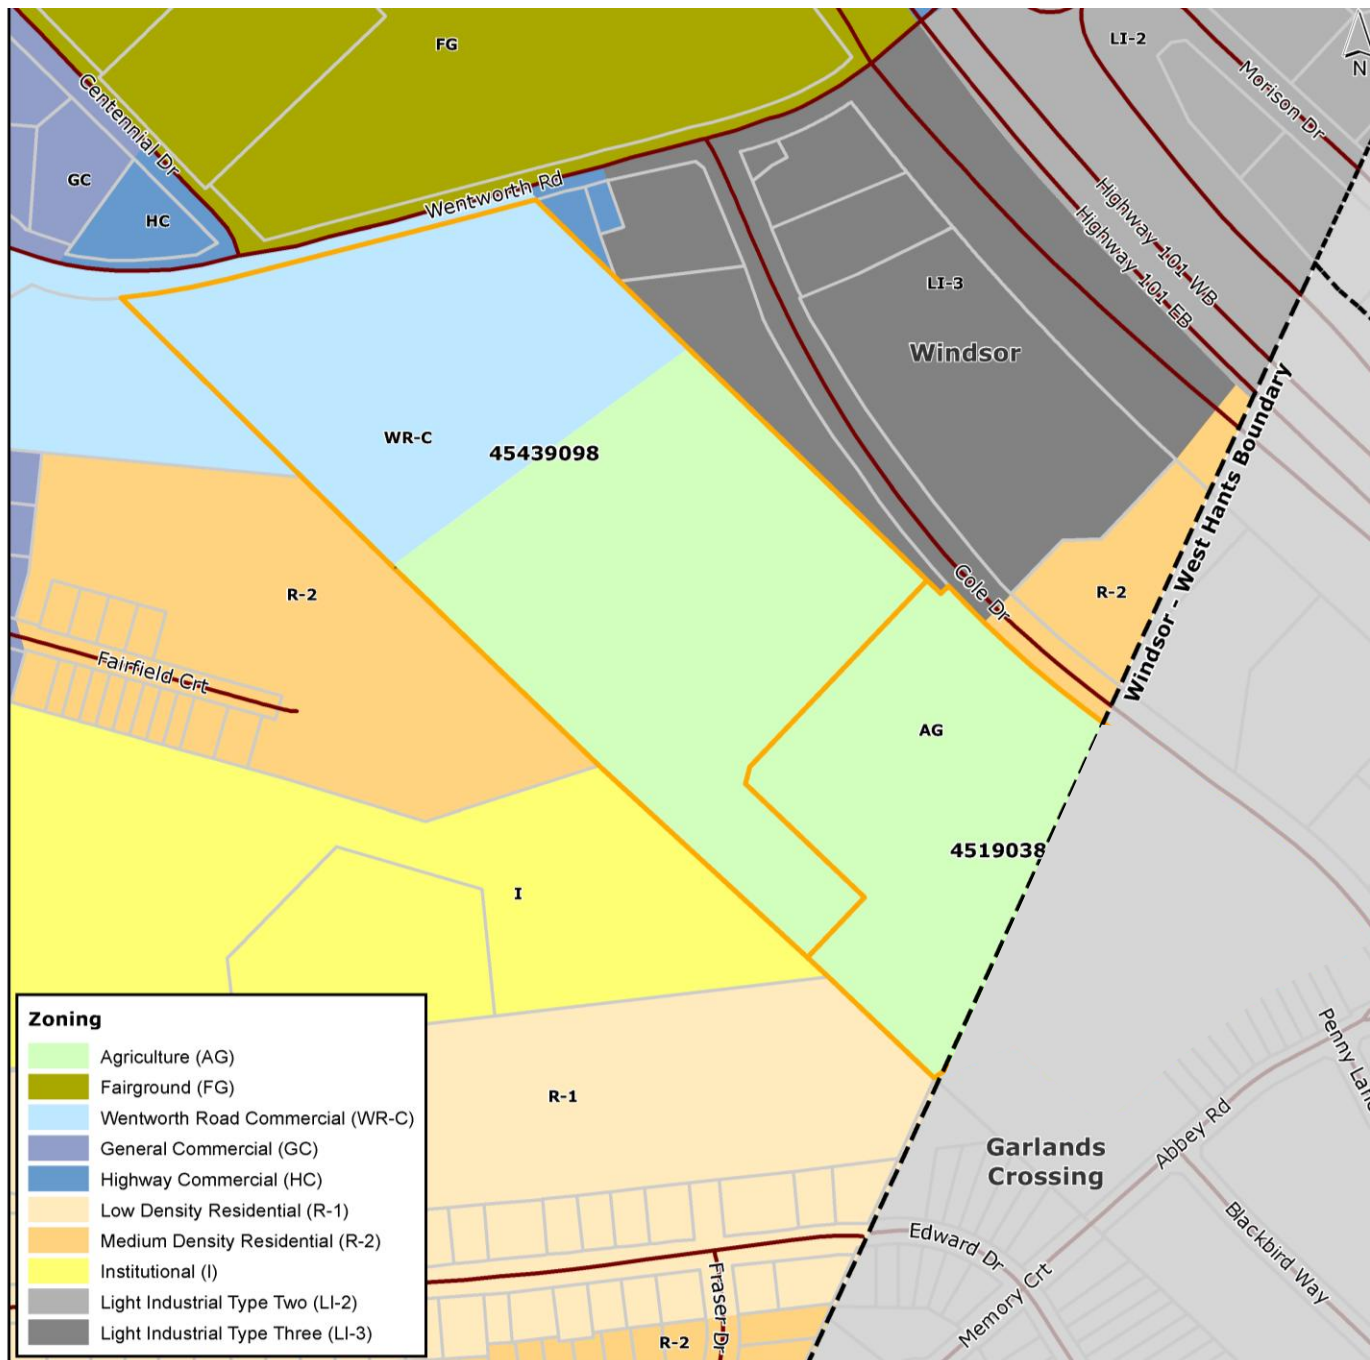 FG
LI-2
N
Morison Dr
Centennial Dr
GC
HC
Wentworth Rd
Highway 101 WB
Highway 101 EB
LI-3
Windsor
WR-C
45439098
Windsor - West Hants Boundary
R-2
Cole Dr
R-2
Fairfield Crt
AG
4519038
I
R-1
Garlands
Crossing
Penny Lane
Abbey Rd
Blackbird Way
Edward Dr
Memory Crt
Fraser Dr
R-2
Zoning
Agriculture (AG)
Fairground (FG)
Wentworth Road Commercial (WR-C)
General Commercial (GC)
Highway Commercial (HC)
Low Density Residential (R-1)
Medium Density Residential (R-2)
Institutional (I)
Light Industrial Type Two (LI-2)
Light Industrial Type Three (LI-3)